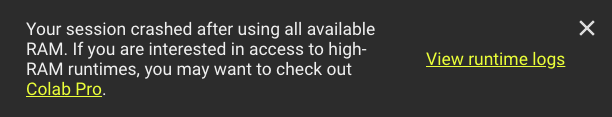 Your session crashed after using all available
RAM. If you are interested in access to high-
RAM runtimes, you may want to check out
Colab Pro.
View runtime logs